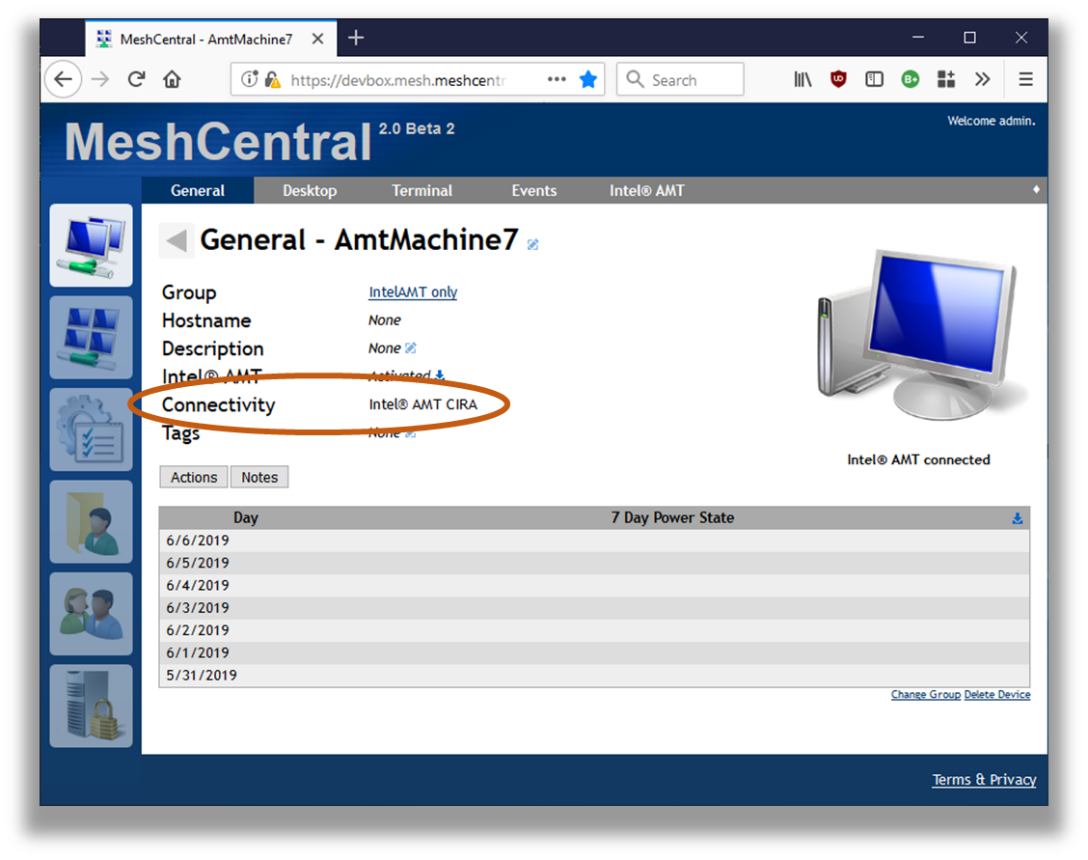 MeshCentral - AmtMachine7
https://devbox.mesh.meshcentr
Search
MeshCentral 2.0 Beta 2
Welcome admin.
General Desktop Terminal Events Intel® AMT
General - AmtMachine7
Group IntelAMT only
Hostname None
Description None
Intel® AMT Activated
Connectivity Intel® AMT CIRA
Tags None
Intel® AMT connected
Actions Notes
Day 7 Day Power State
6/6/2019
6/5/2019
6/4/2019
6/3/2019
6/2/2019
6/1/2019
5/31/2019
Change Group Delete Device
Terms & Privacy